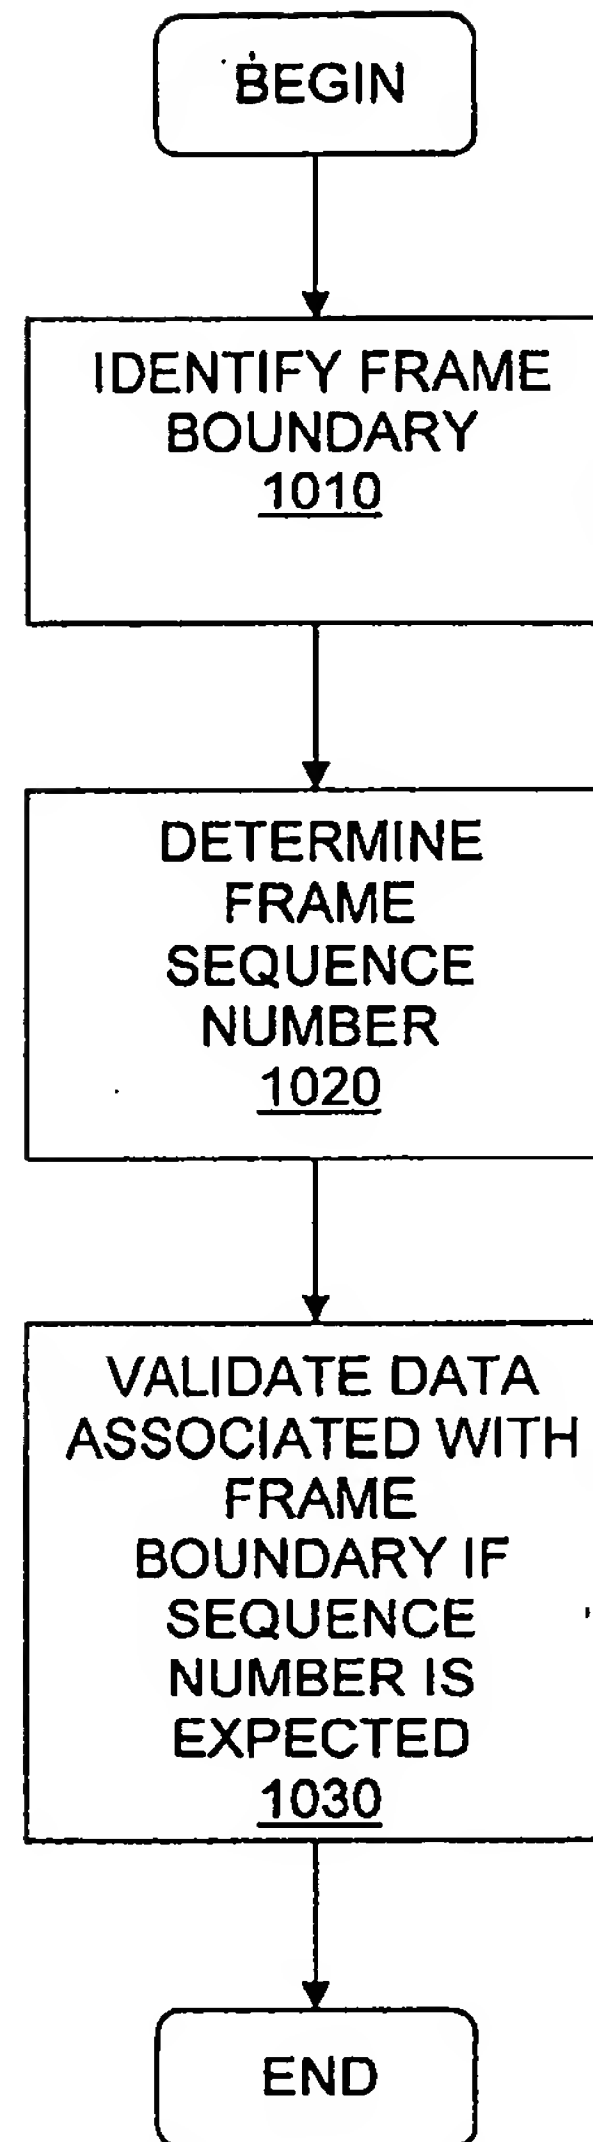 BEGIN
IDENTIFY FRAME
BOUNDARY
1010
DETERMINE
FRAME
SEQUENCE
NUMBER
1020
VALIDATE DATA
ASSOCIATED WITH
FRAME
BOUNDARY IF
SEQUENCE
NUMBER IS
EXPECTED
1030
END